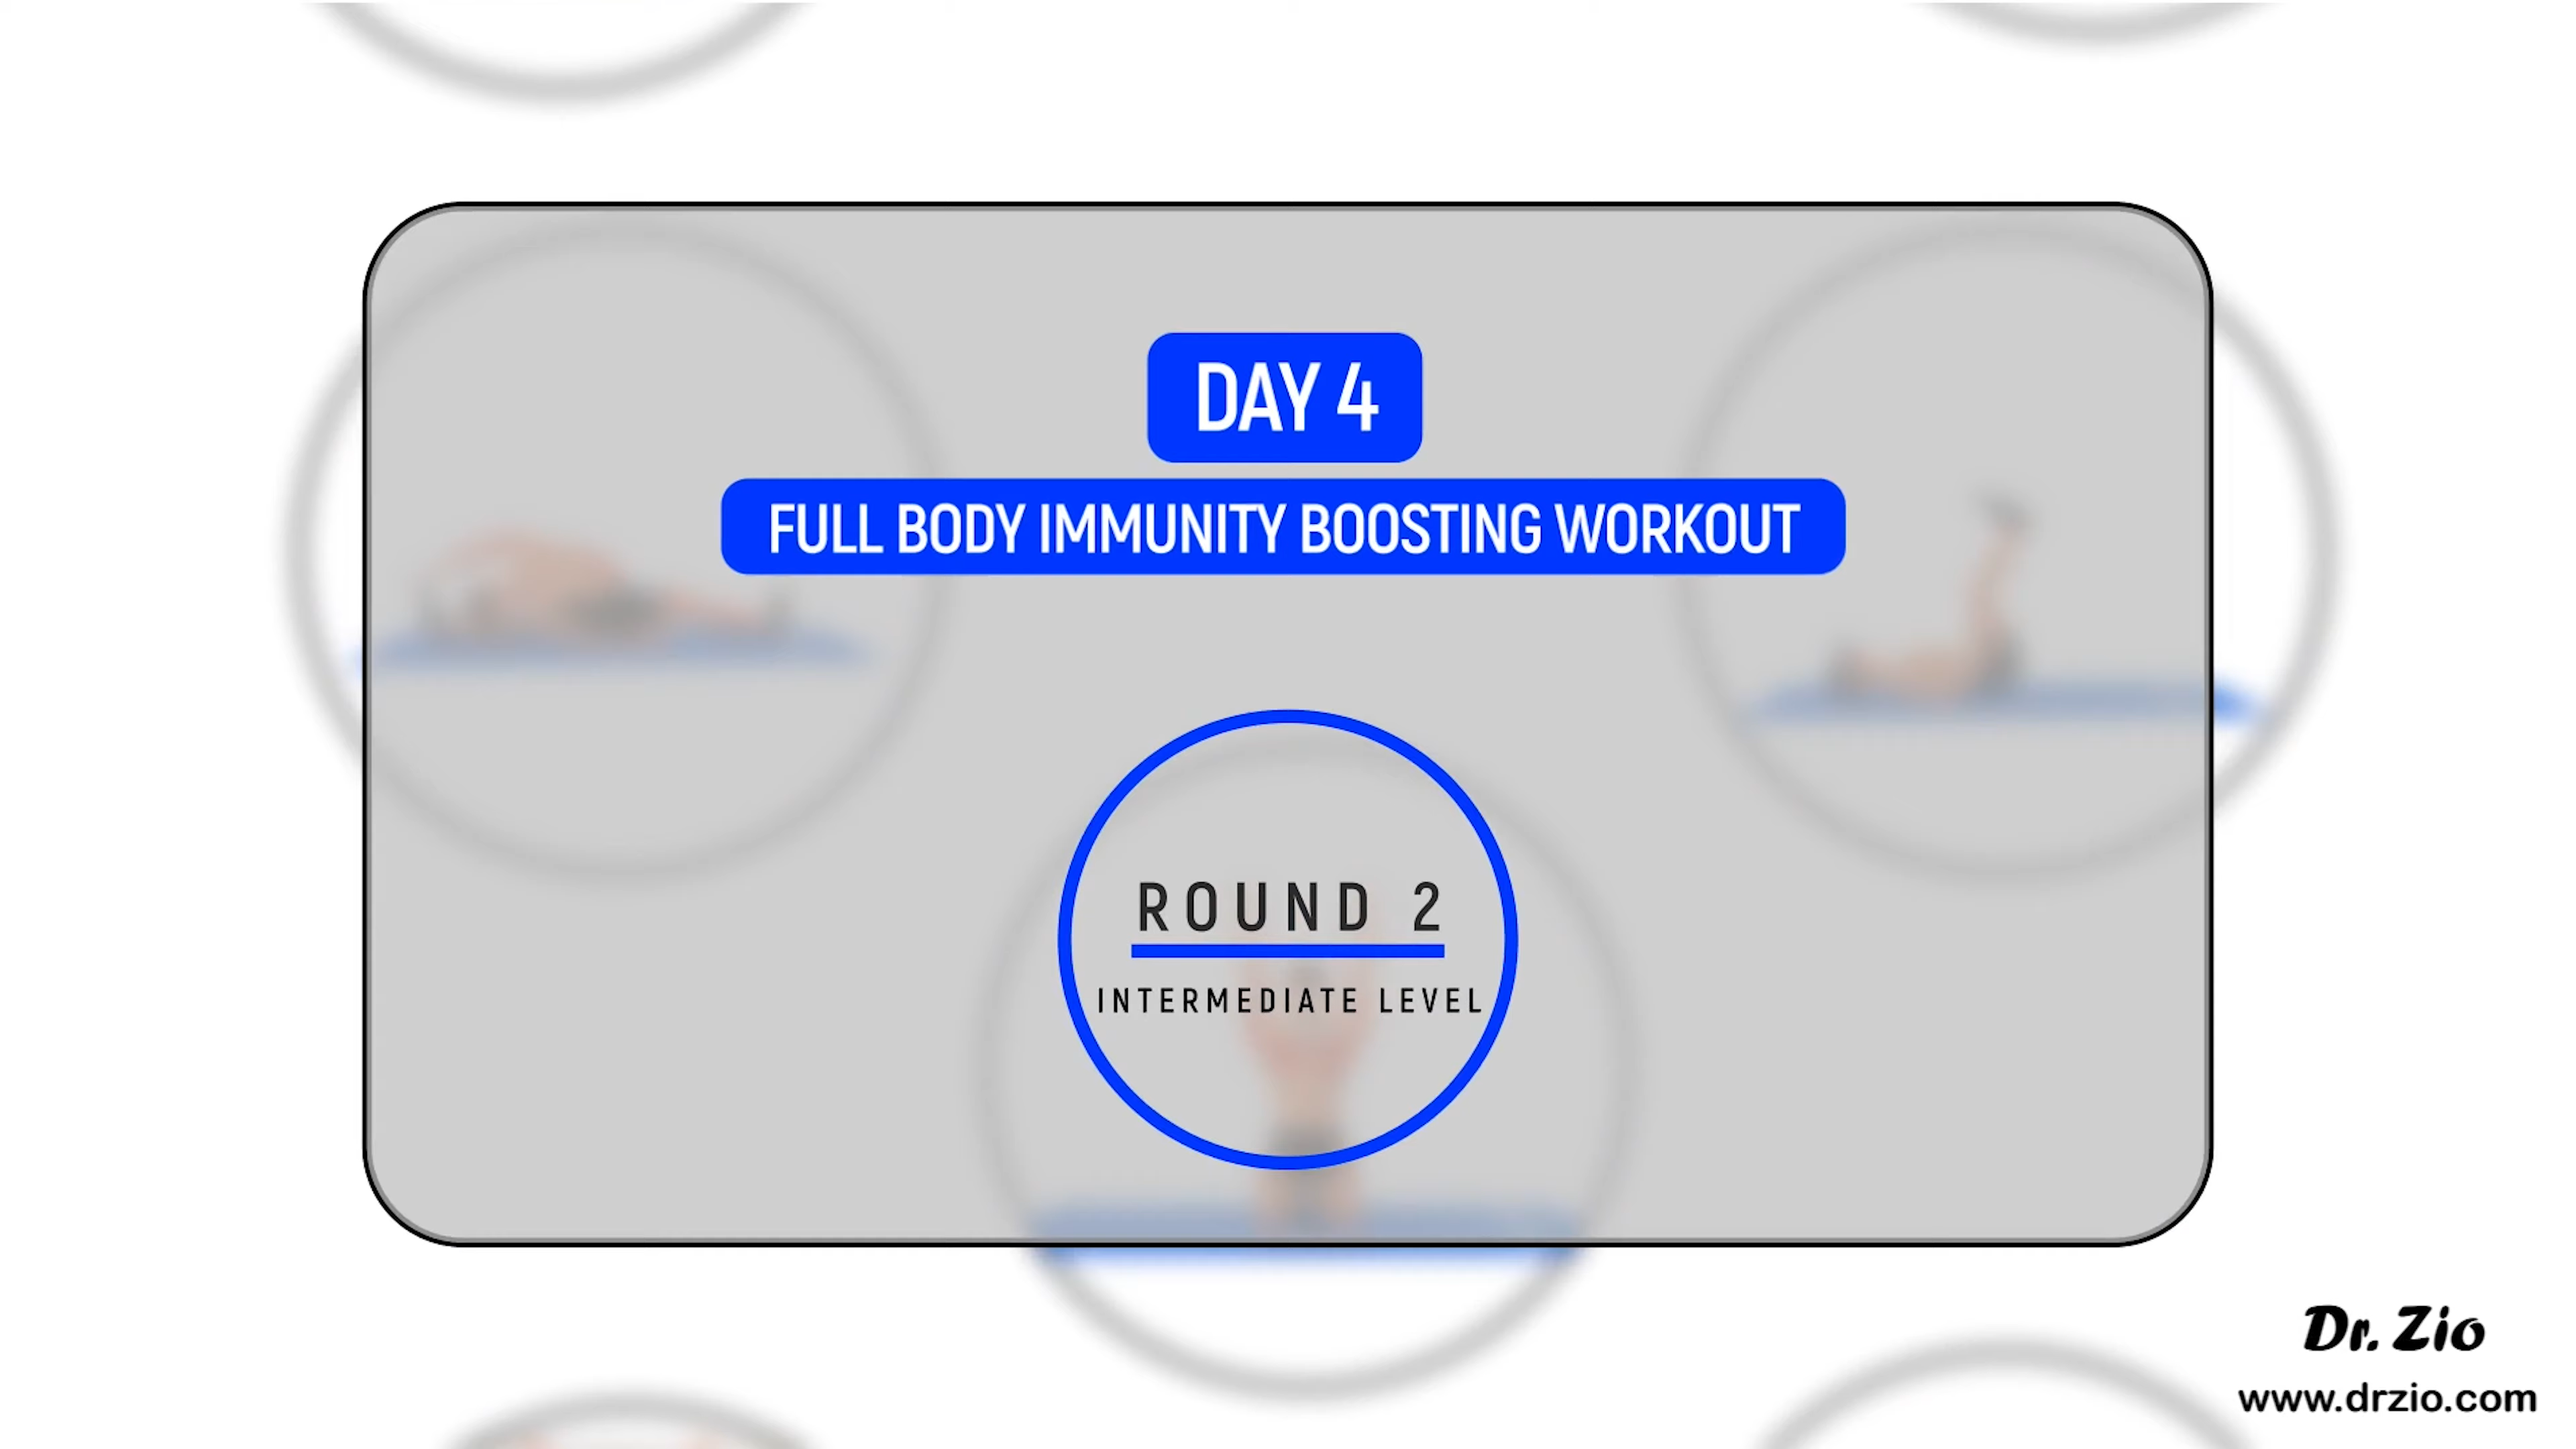 DAY 4
FULL BODY IMMUNITY BOOSTING WORKOUT
ROUND 2
INTERMEDIATE LEVEL
Dr. Zio
www.drzio.com